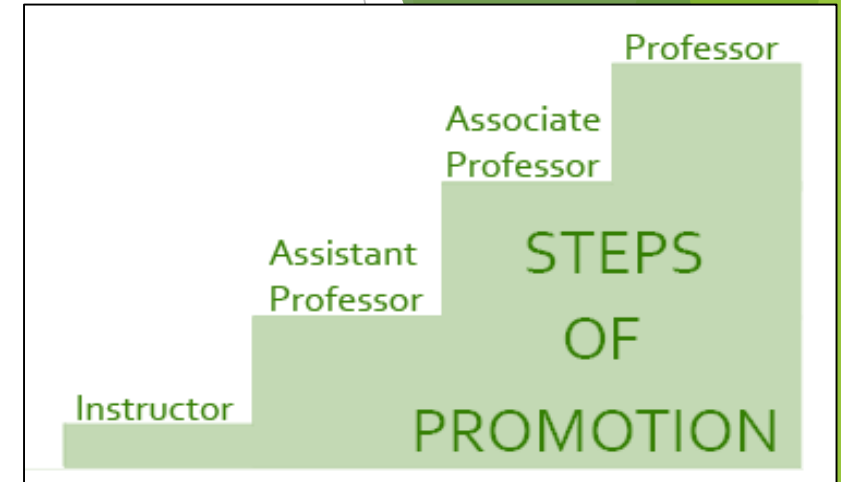 Professor
Associate
Professor
Assistant
Professor
Instructor
STEPS
OF
PROMOTION